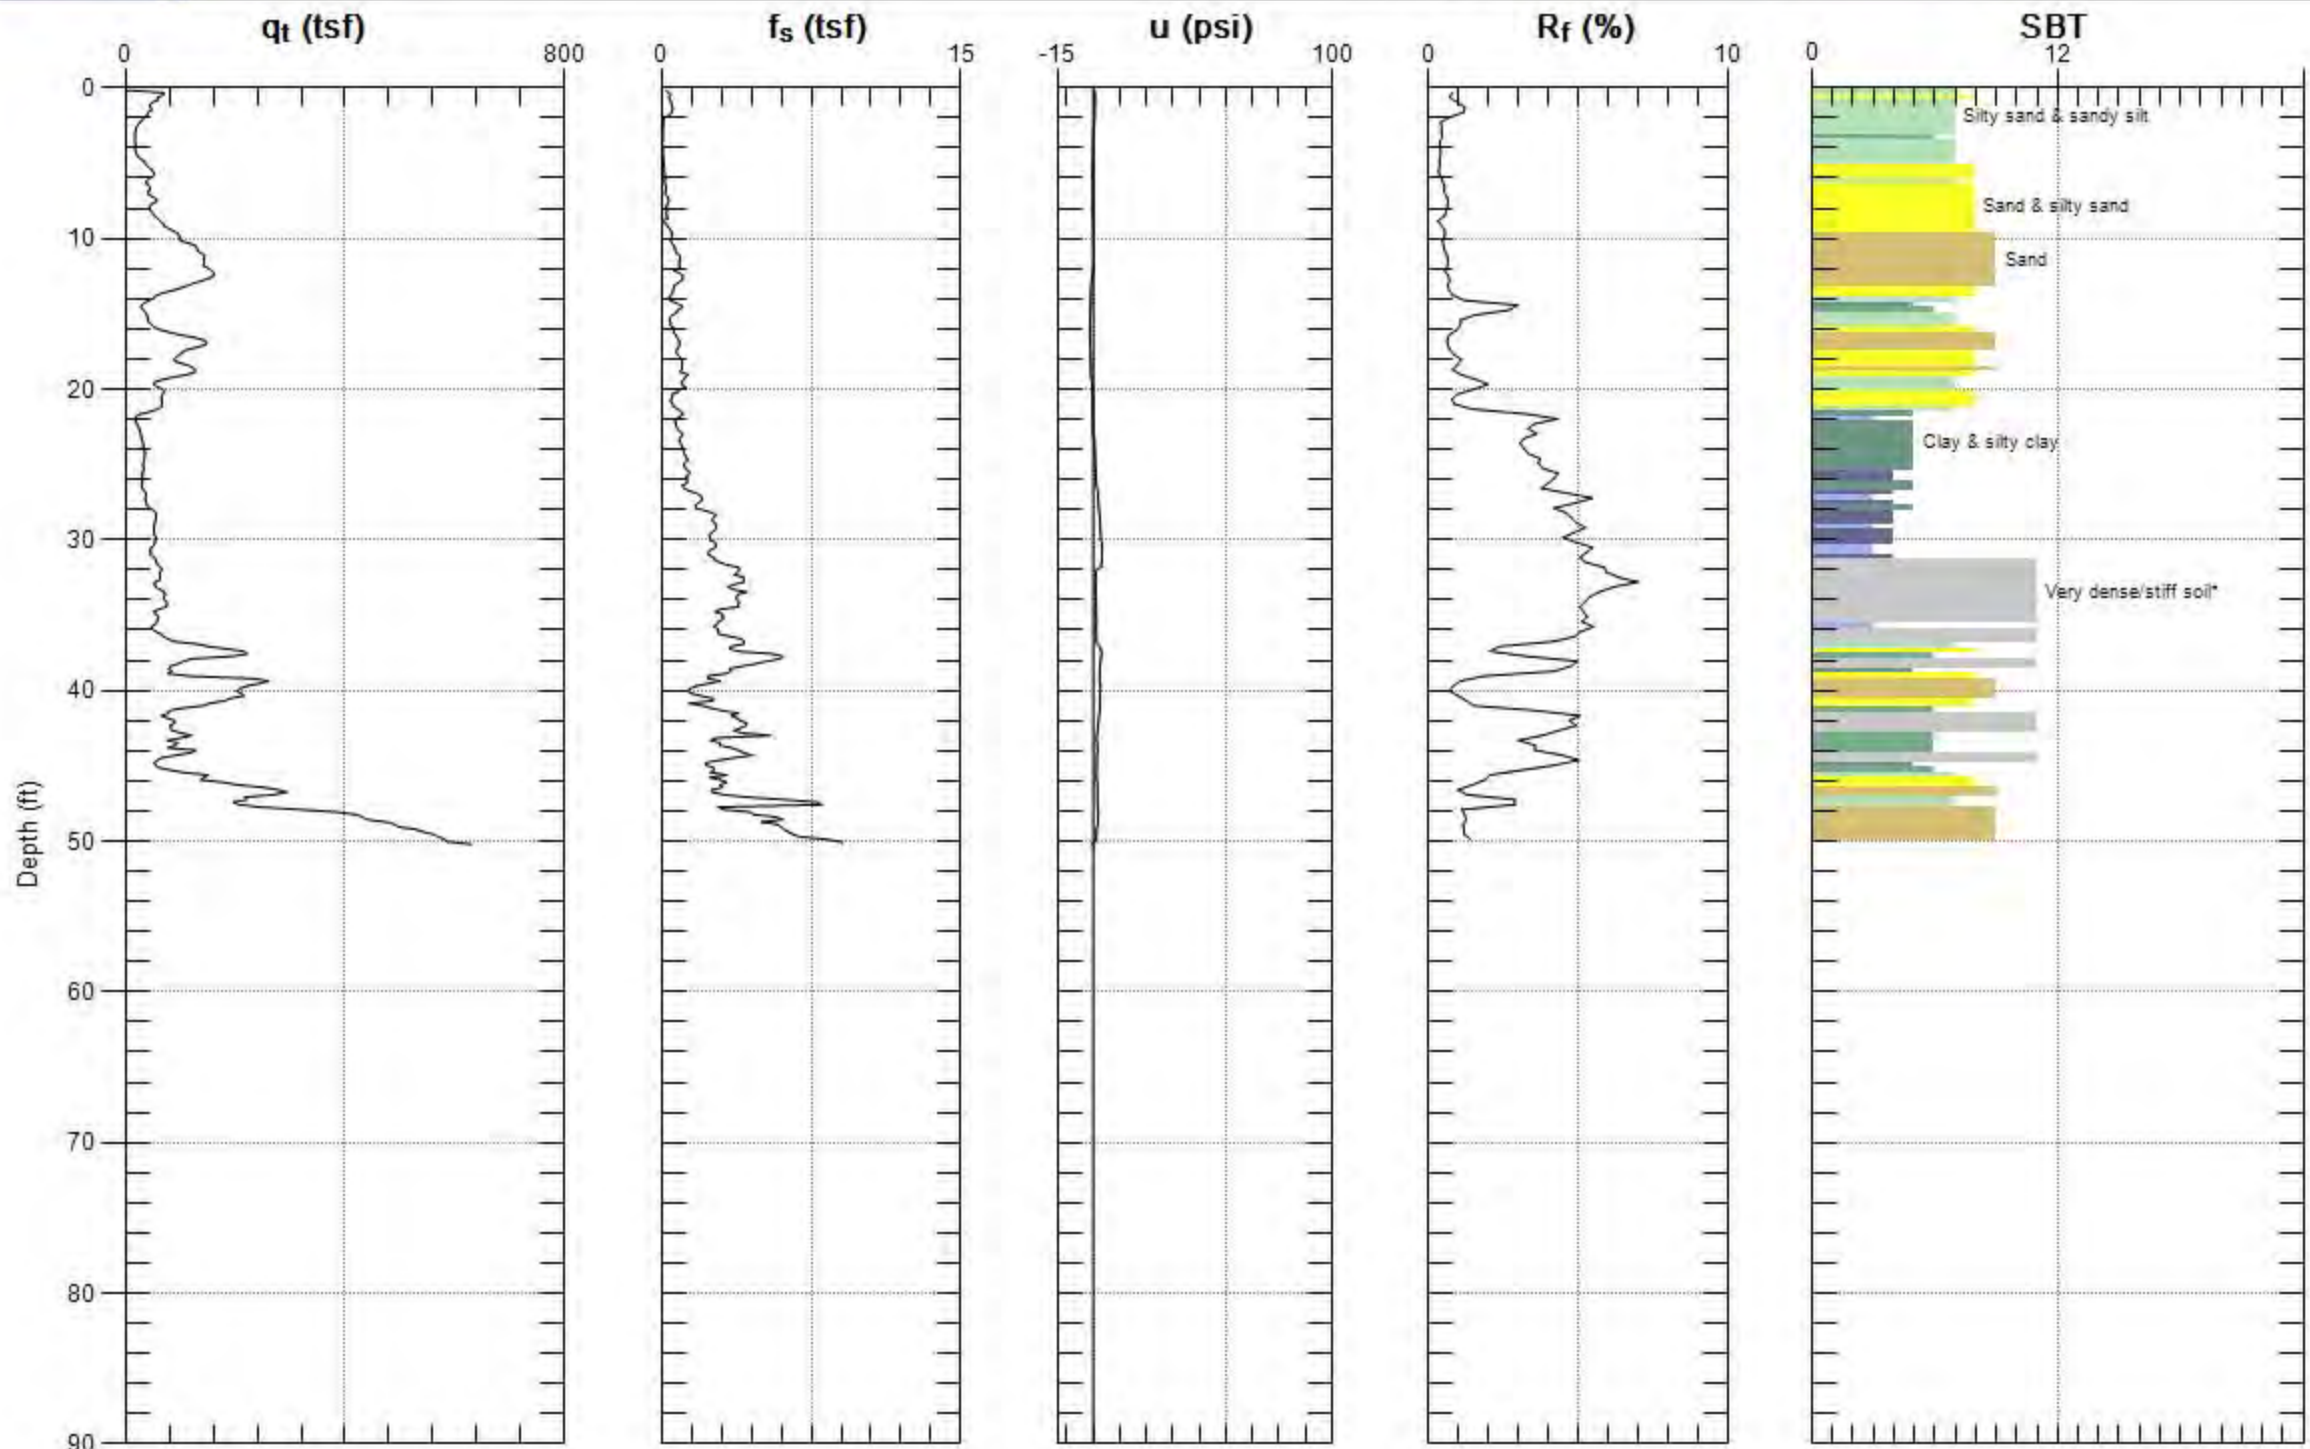 qt (tsf)
fs (tsf)
u (psi)
Rf (%)
SBT
0 800
0 15
-15 100
0 10
0 12
0
10
20
30
40
50
60
70
80
90
Depth (ft)
Silty sand & sandy silt
Sand & silty sand
Sand
Clay & silty clay
Very dense/stiff soil*